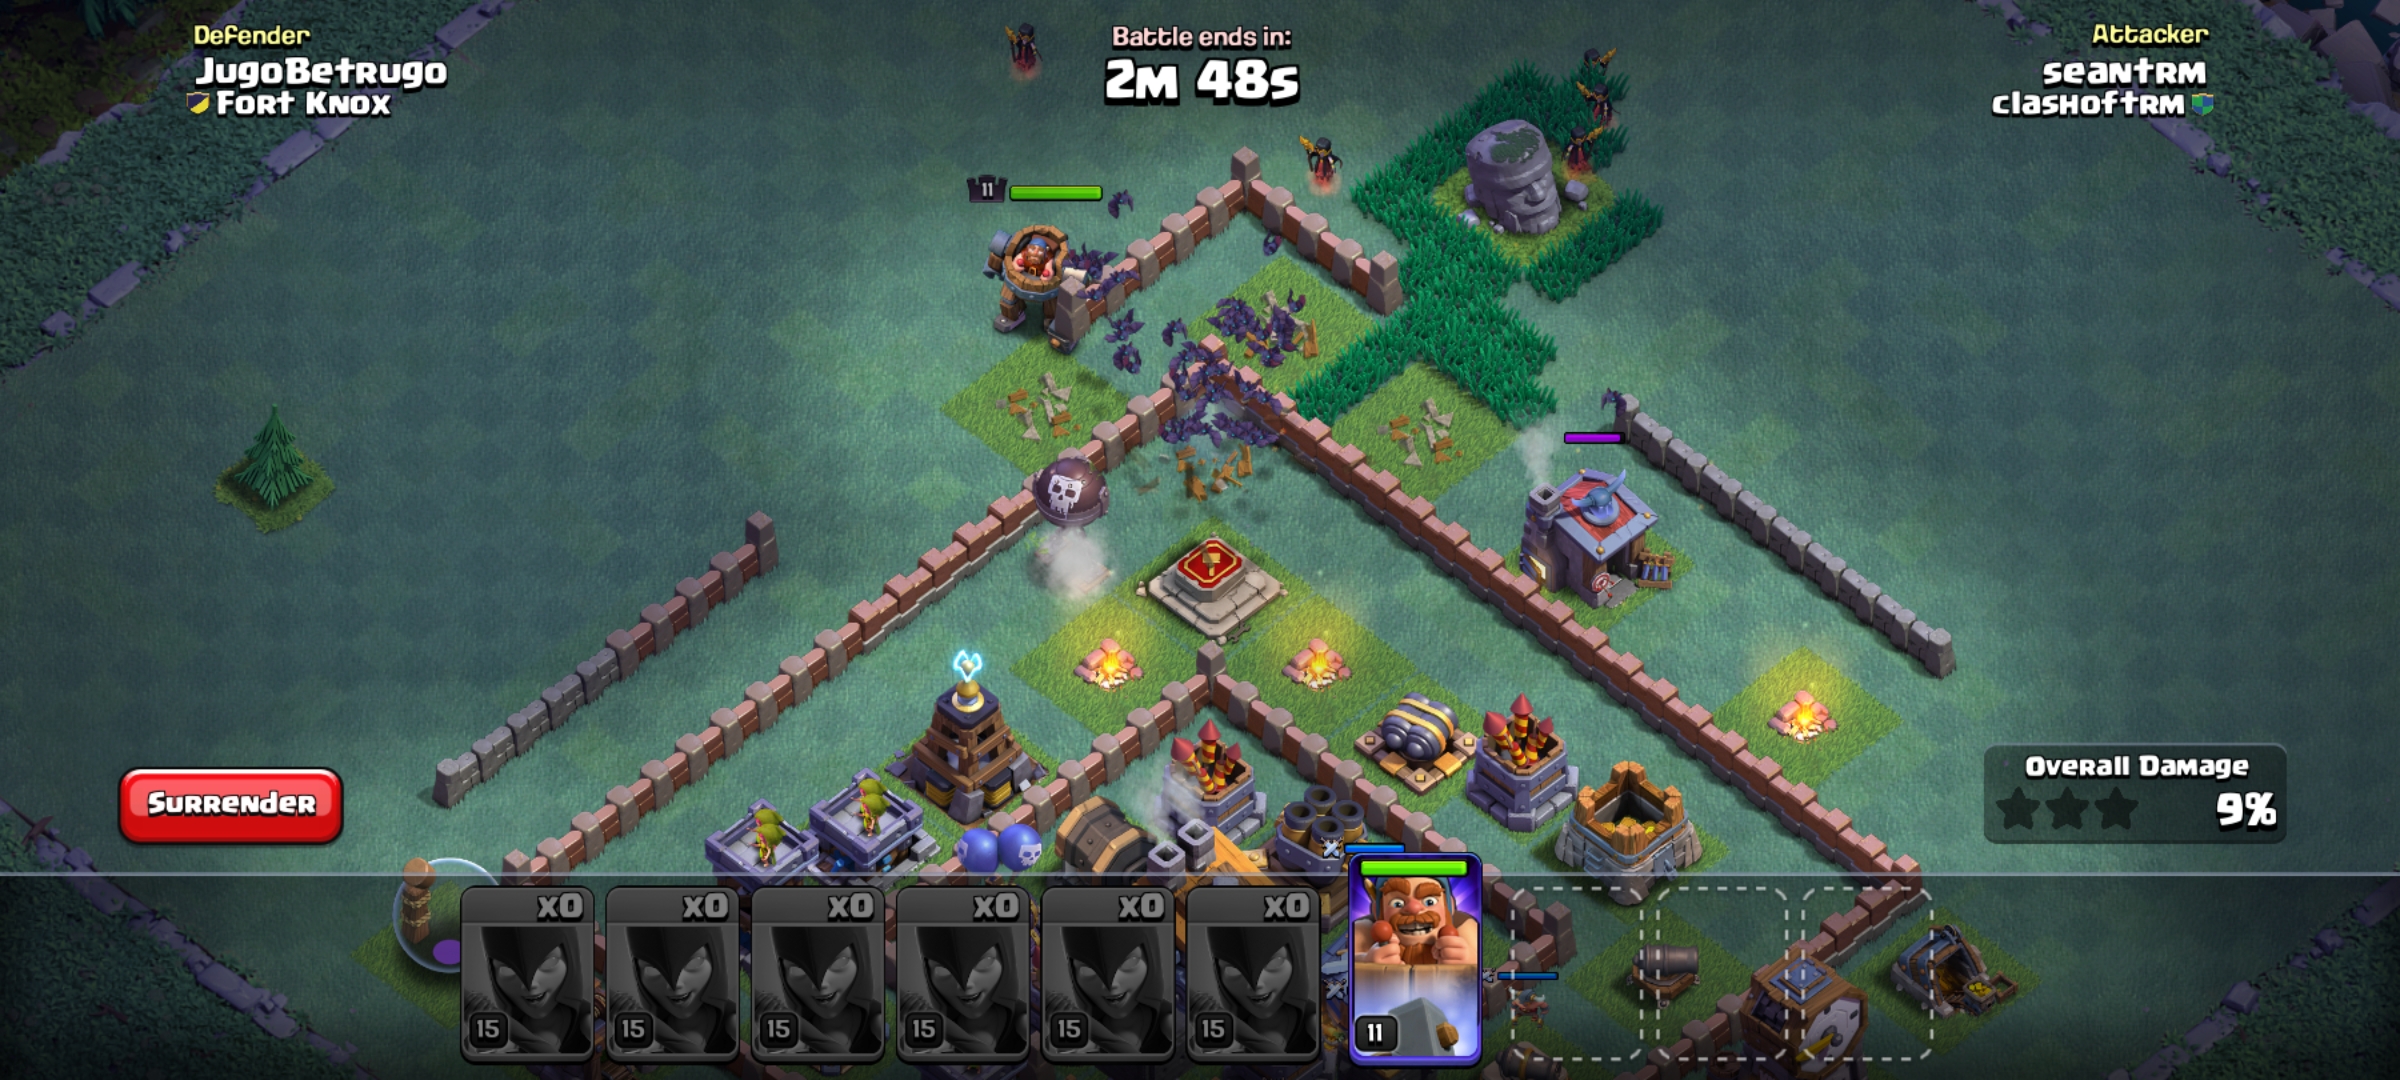 Defender
JugoBetrugo
Fort Knox
Battle ends in:
2M 48s
Attacker
seantRM
clashoftRM
11
Surrender
Overall Damage
9%
x0
x0
x0
x0
x0
x0
15
15
15
15
15
15
11